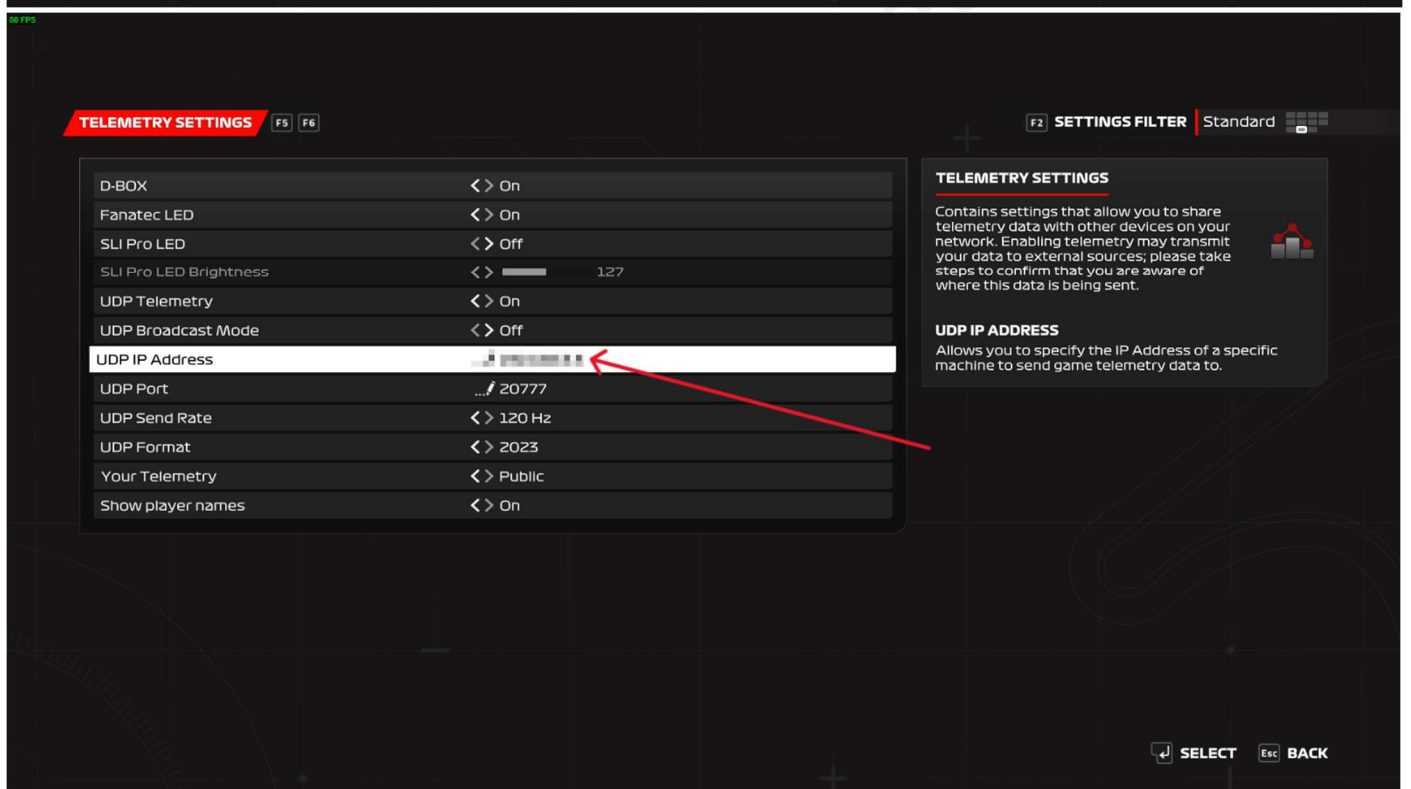 80 FPS
TELEMETRY SETTINGS F5 F6
F2 SETTINGS FILTER Standard
D-BOX On
Fanatec LED On
SLI Pro LED Off
SLI Pro LED Brightness 127
UDP Telemetry On
UDP Broadcast Mode Off
UDP IP Address
UDP Port 20777
UDP Send Rate 120 Hz
UDP Format 2023
Your Telemetry Public
Show player names On
TELEMETRY SETTINGS
Contains settings that allow you to share
telemetry data with other devices on your
network. Enabling telemetry may transmit
your data to external sources; please take
steps to confirm that you are aware of
where this data is being sent.
UDP IP ADDRESS
Allows you to specify the IP Address of a specific
machine to send game telemetry data to.
SELECT Esc BACK